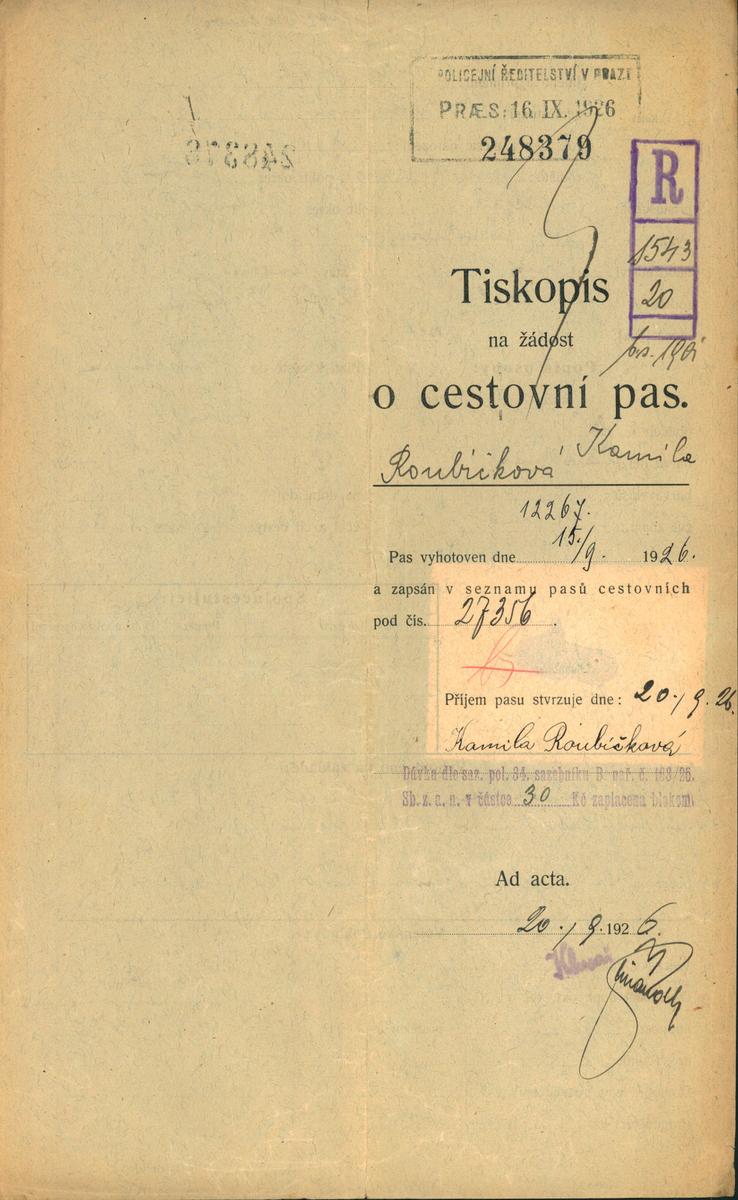 POLICEJNÍ ŘEDITELSTVÍ V PRAZE
PRÆS: 16. IX. 1926
248379
R
1543
20
Tiskopis
na žádost
o cestovní pas.
Roubíčková Kamila
12267.
Pas vyhotoven dne 15./9. 1926.
a zapsán v seznamu pasů cestovních
pod čís. 27356.
Příjem pasu stvrzuje dne: 20./9.26.
Kamila Roubíčková
Dávka dle saz. pol. 34. sazebníku B nař. č. 163/26.
Sb. z. a. n. v částce 30 Kč zaplacena blokem
Ad acta.
20./9. 1926.